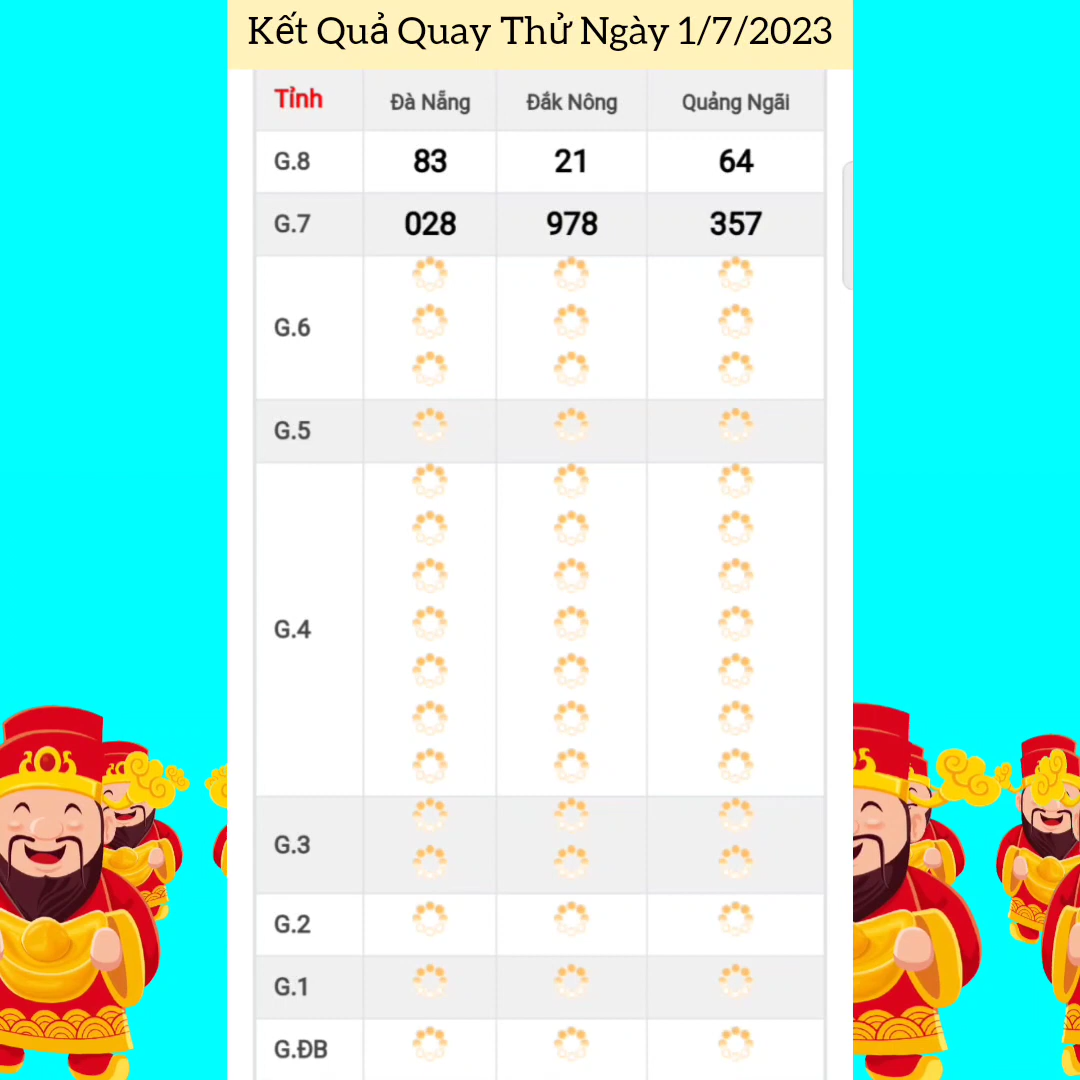 Kết Quả Quay Thử Ngày 1/7/2023
Tỉnh Đà Nẵng Đắk Nông Quảng Ngãi
G.8 83 21 64
G.7 028 978 357
G.6
G.5
G.4
G.3
G.2
G.1
G.ĐB